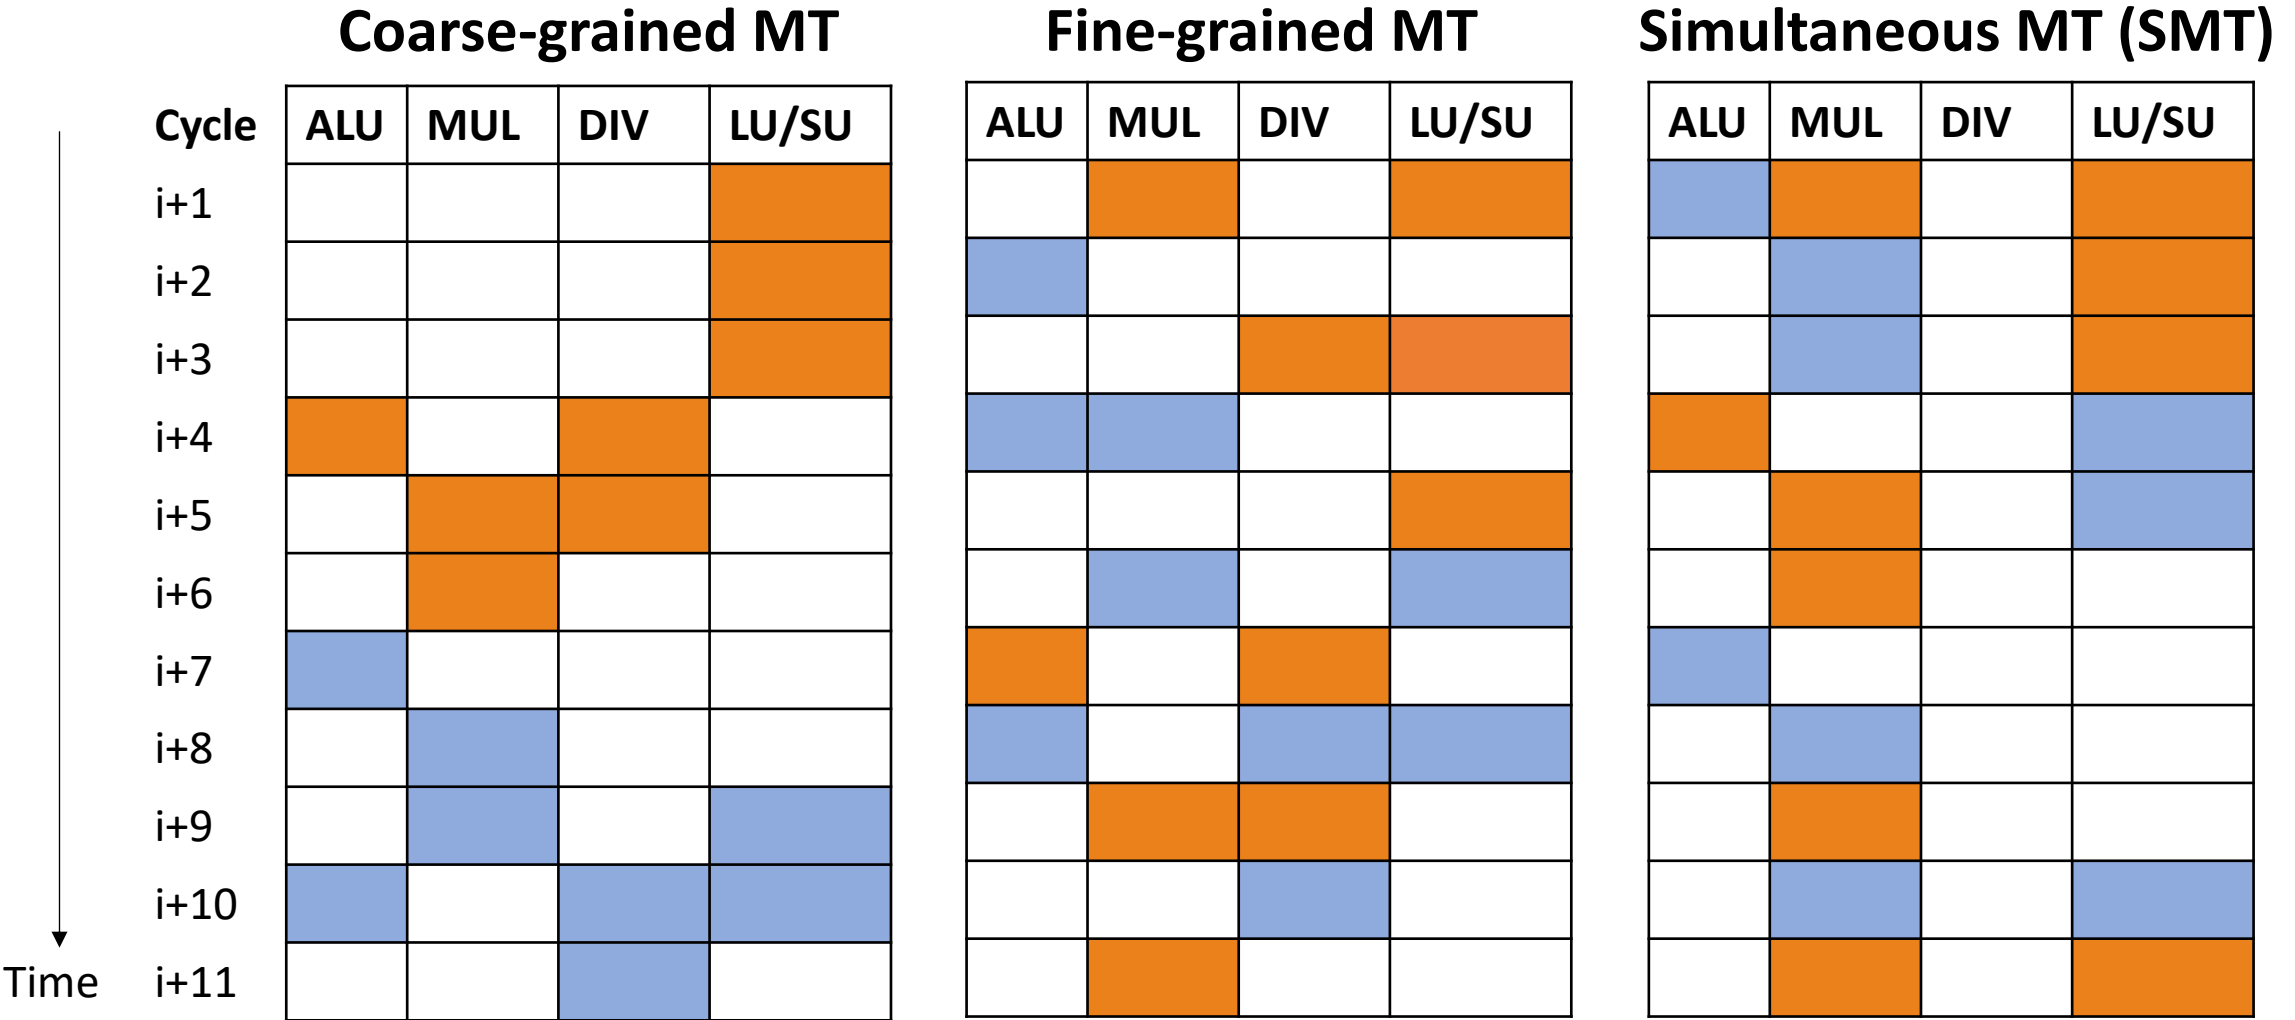 Coarse-grained MT Fine-grained MT Simultaneous MT (SMT)
Cycle ALU MUL DIV LU/SU ALU MUL DIV LU/SU ALU MUL DIV LU/SU
i+1
i+2
i+3
i+4
i+5
i+6
i+7
i+8
i+9
i+10
Time i+11